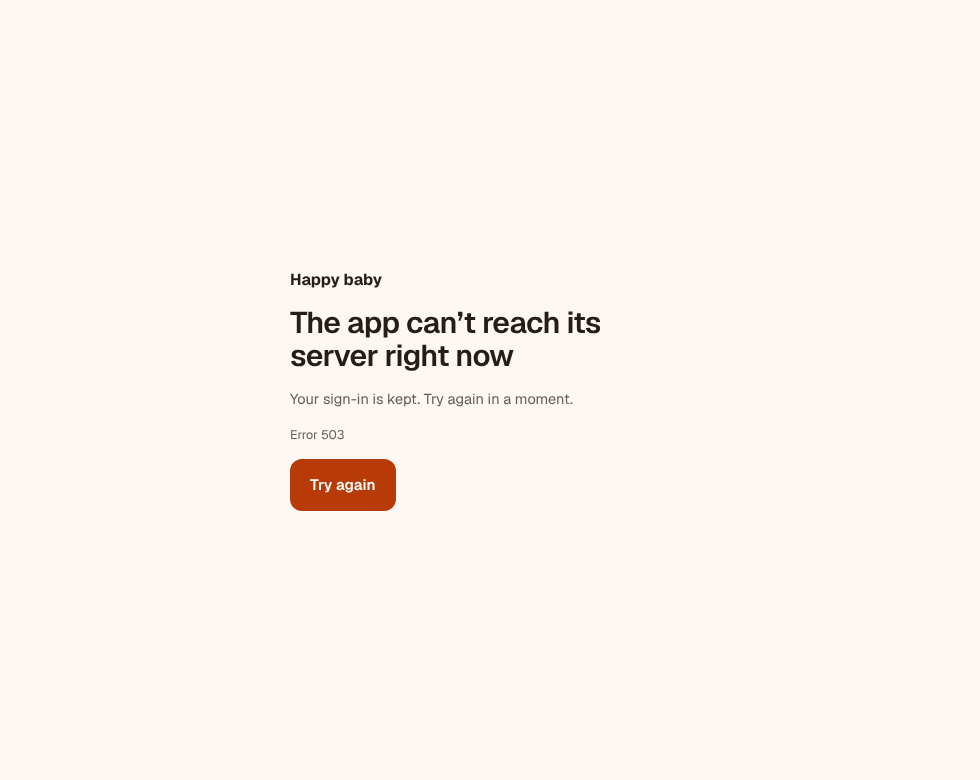 Happy baby
The app can’t reach its
server right now
Your sign-in is kept. Try again in a moment.
Error 503
Try again